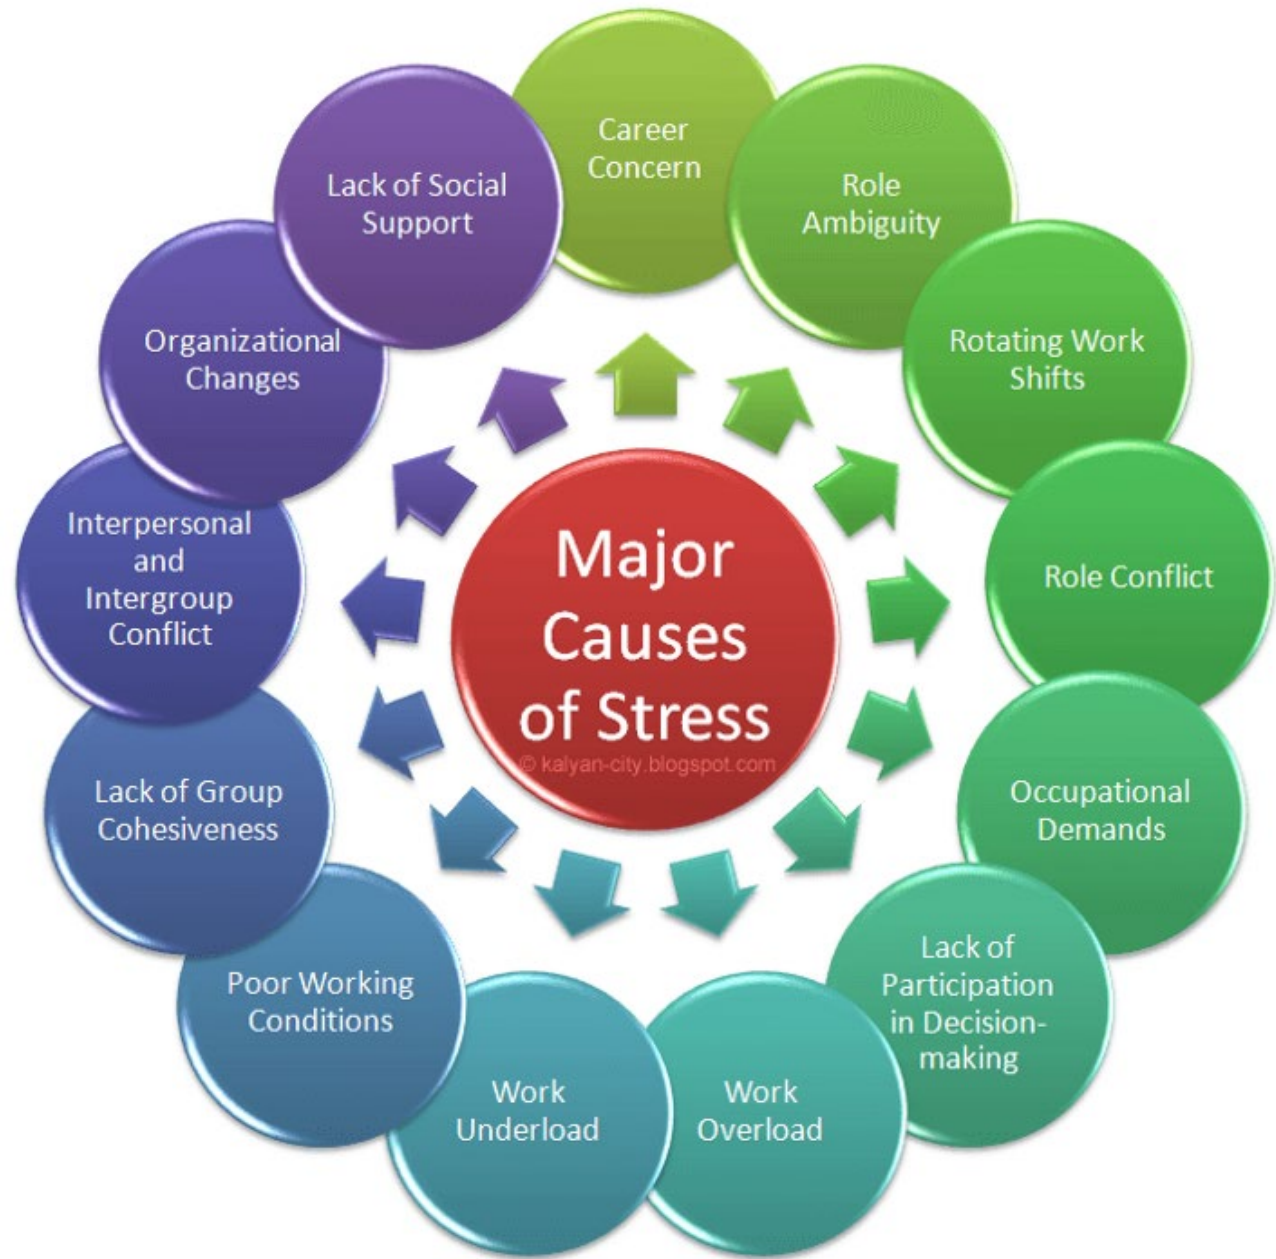 Career
Concern
Role
Ambiguity
Rotating Work
Shifts
Role Conflict
Occupational
Demands
Lack of
Participation
in Decision-
making
Work
Overload
Work
Underload
Poor Working
Conditions
Lack of Group
Cohesiveness
Interpersonal
and
Intergroup
Conflict
Organizational
Changes
Lack of Social
Support
Major
Causes
of Stress
© kalyan-city.blogspot.com